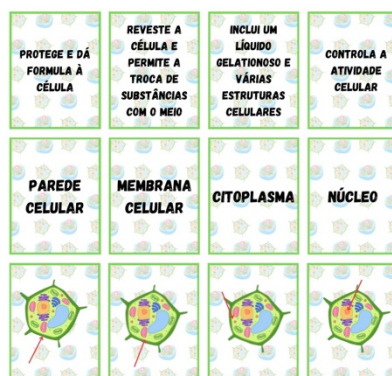 PROTEGE E DÁ
FORMULA À
CÉLULA
REVESTE A
CÉLULA E
PERMITE A
TROCA DE
SUBSTÂNCIAS
COM O MEIO
INCLUI UM
LÍQUIDO
GELATIONOSO E
VÁRIAS
ESTRUTURAS
CELULARES
CONTROLA A
ATIVIDADE
CELULAR
PAREDE
CELULAR
MEMBRANA
CELULAR
CITOPLASMA
NÚCLEO